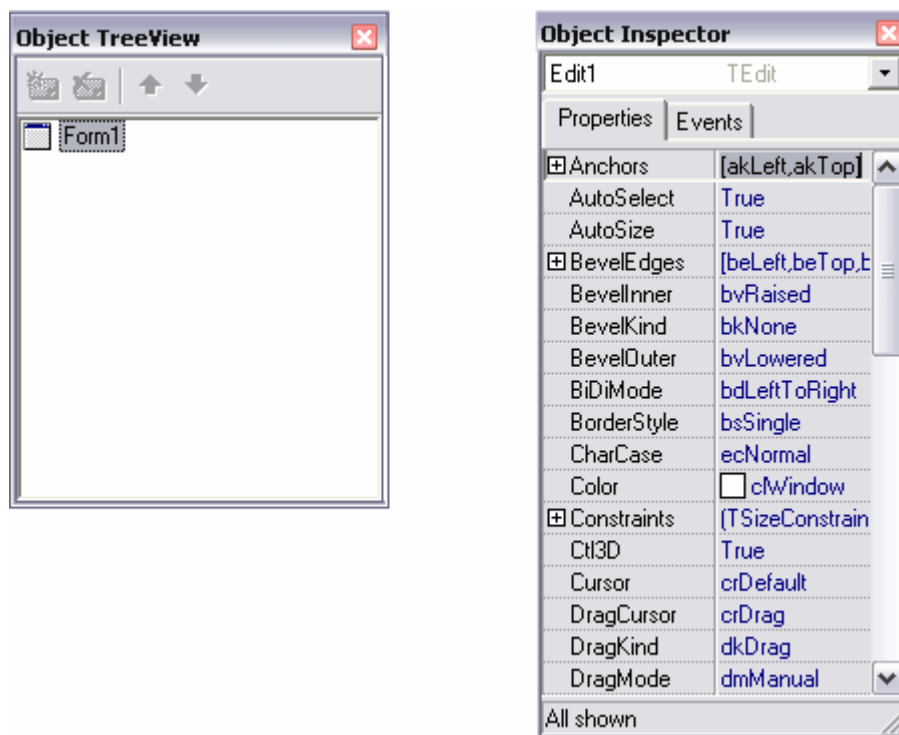 Object TreeView
Form1
Object Inspector
Edit1 TEdit
Properties Events
Anchors [akLeft,akTop]
AutoSelect True
AutoSize True
BevelEdges [beLeft,beTop,b
BevelInner bvRaised
BevelKind bkNone
BevelOuter bvLowered
BiDiMode bdLeftToRight
BorderStyle bsSingle
CharCase ecNormal
Color clWindow
Constraints (TSizeConstrain
Ctl3D True
Cursor crDefault
DragCursor crDrag
DragKind dkDrag
DragMode dmManual
All shown